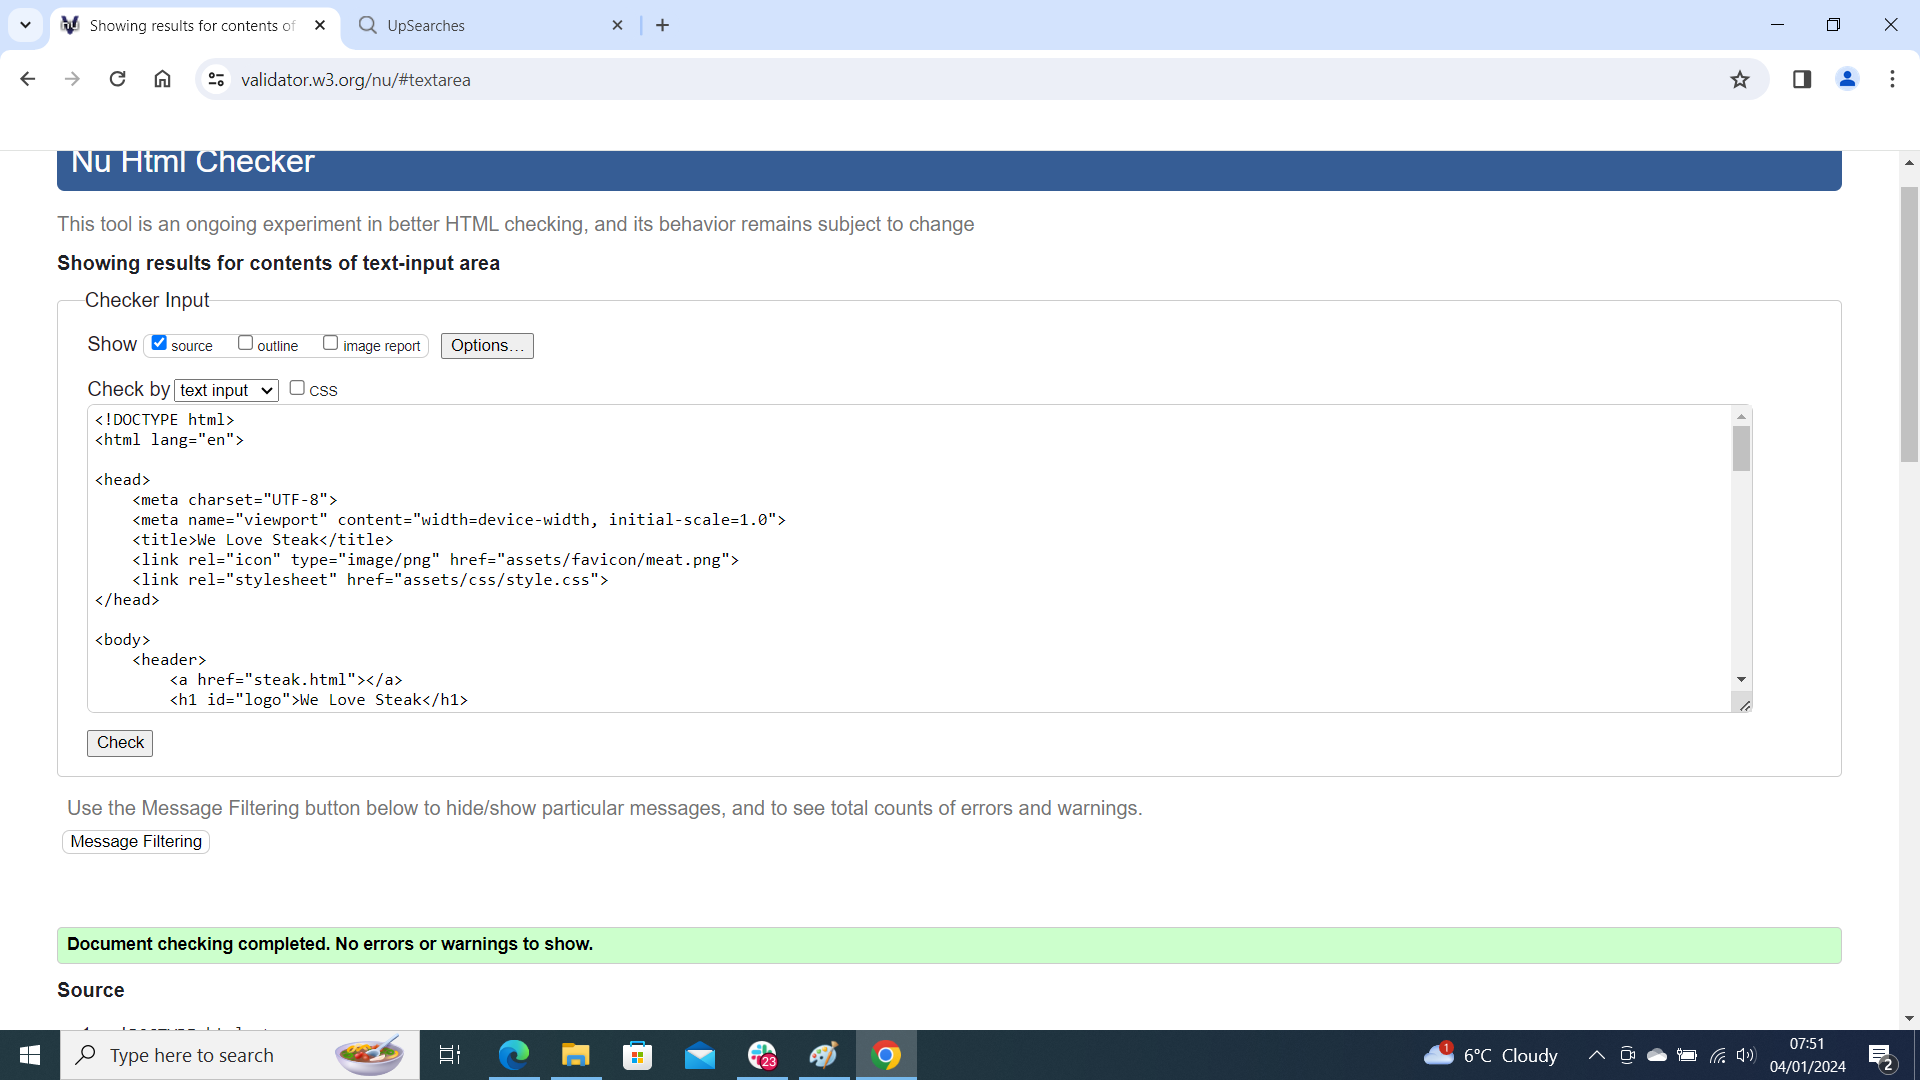 Showing results for contents of
UpSearches
validator.w3.org/nu/#textarea
Nu Html Checker
This tool is an ongoing experiment in better HTML checking, and its behavior remains subject to change
Showing results for contents of text-input area
Checker Input
Show source outline image report Options...
Check by text input CSS
<!DOCTYPE html>
<html lang="en">
<head>
<meta charset="UTF-8">
<meta name="viewport" content="width=device-width, initial-scale=1.0">
<title>We Love Steak</title>
<link rel="icon" type="image/png" href="assets/favicon/meat.png">
<link rel="stylesheet" href="assets/css/style.css">
</head>
<body>
<header>
<a href="steak.html"></a>
<h1 id="logo">We Love Steak</h1>
Check
Use the Message Filtering button below to hide/show particular messages, and to see total counts of errors and warnings.
Message Filtering
Document checking completed. No errors or warnings to show.
Source
Type here to search
23
1
6°C Cloudy
07:51
04/01/2024
2